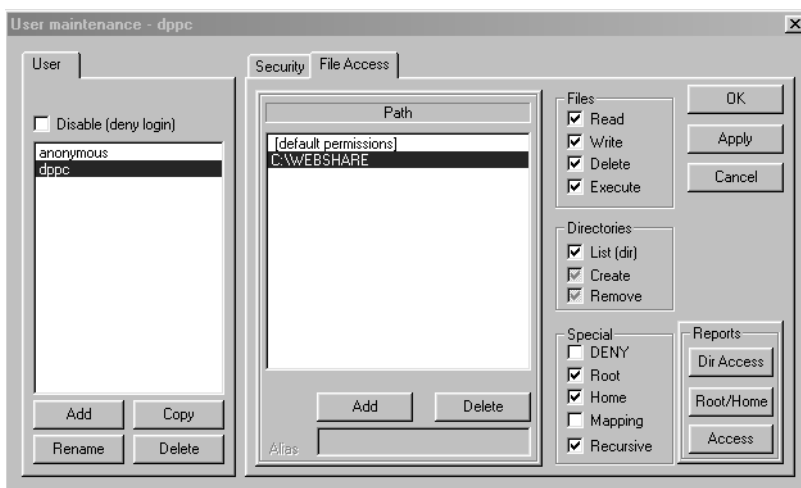 User maintenance - dppc
User
Disable (deny login)
anonymous
dppc
Add
Copy
Rename
Delete
Security
File Access
Path
[default permissions]
C:\WEBSHARE
Add
Delete
Alias
Files
Read
Write
Delete
Execute
Directories
List (dir)
Create
Remove
Special
DENY
Root
Home
Mapping
Recursive
OK
Apply
Cancel
Reports
Dir Access
Root/Home
Access